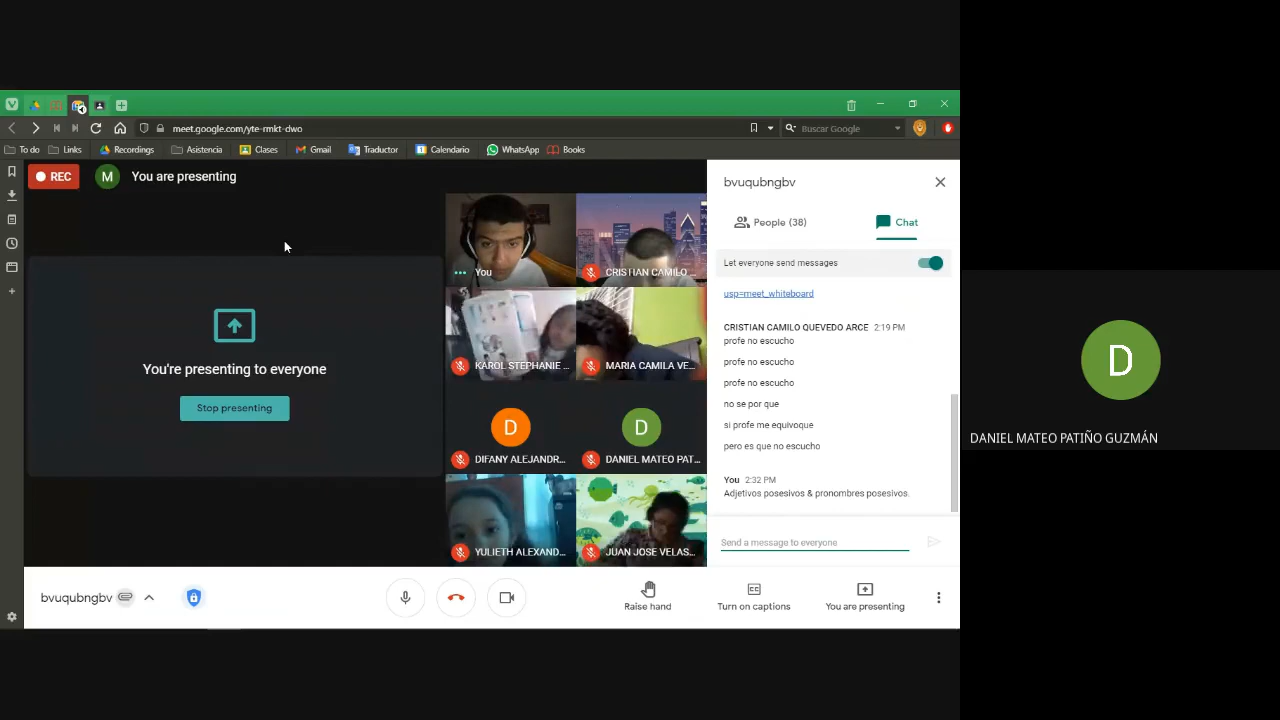 meet.google.com/yte-rmkt-dwo
Buscar Google
To do
Links
Recordings
Asistencia
Clases
Gmail
Traductor
Calendario
WhatsApp
Books
REC
M
You are presenting
You're presenting to everyone
Stop presenting
You
CRISTIAN CAMILO ...
KAROL STEPHANIE ...
MARIA CAMILA VE...
D
DIFANY ALEJANDR...
D
DANIEL MATEO PAT...
YULIETH ALEXAND...
JUAN JOSE VELAS...
bvuqubngbv
People (38)
Chat
Let everyone send messages
usp=meet_whiteboard
CRISTIAN CAMILO QUEVEDO ARCE 2:19 PM
profe no escucho
profe no escucho
profe no escucho
no se por que
si profe me equivoque
pero es que no escucho
You 2:32 PM
Adjetivos posesivos & pronombres posesivos.
Send a message to everyone
bvuqubngbv
Raise hand
Turn on captions
You are presenting
D
DANIEL MATEO PATIÑO GUZMÁN